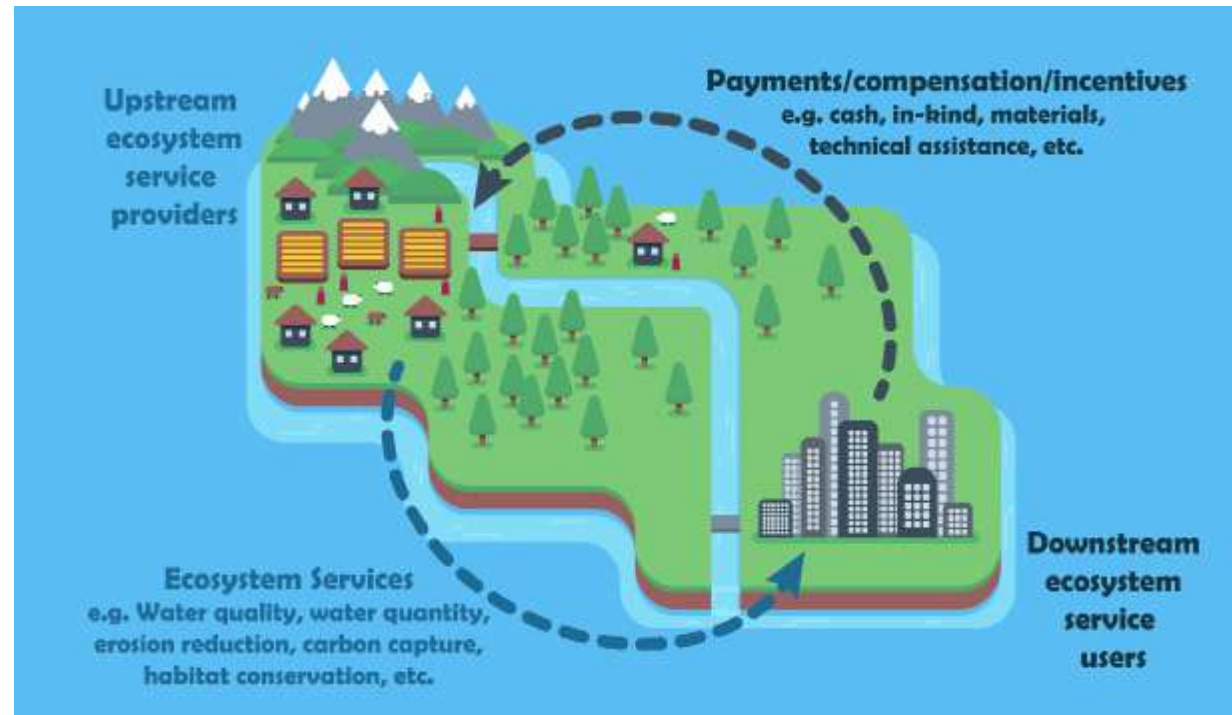 Upstream
ecosystem
service
providers
Payments/compensation/incentives
e.g. cash, in-kind, materials,
technical assistance, etc.
Ecosystem Services
e.g. Water quality, water quantity,
erosion reduction, carbon capture,
habitat conservation, etc.
Downstream
ecosystem
service
users